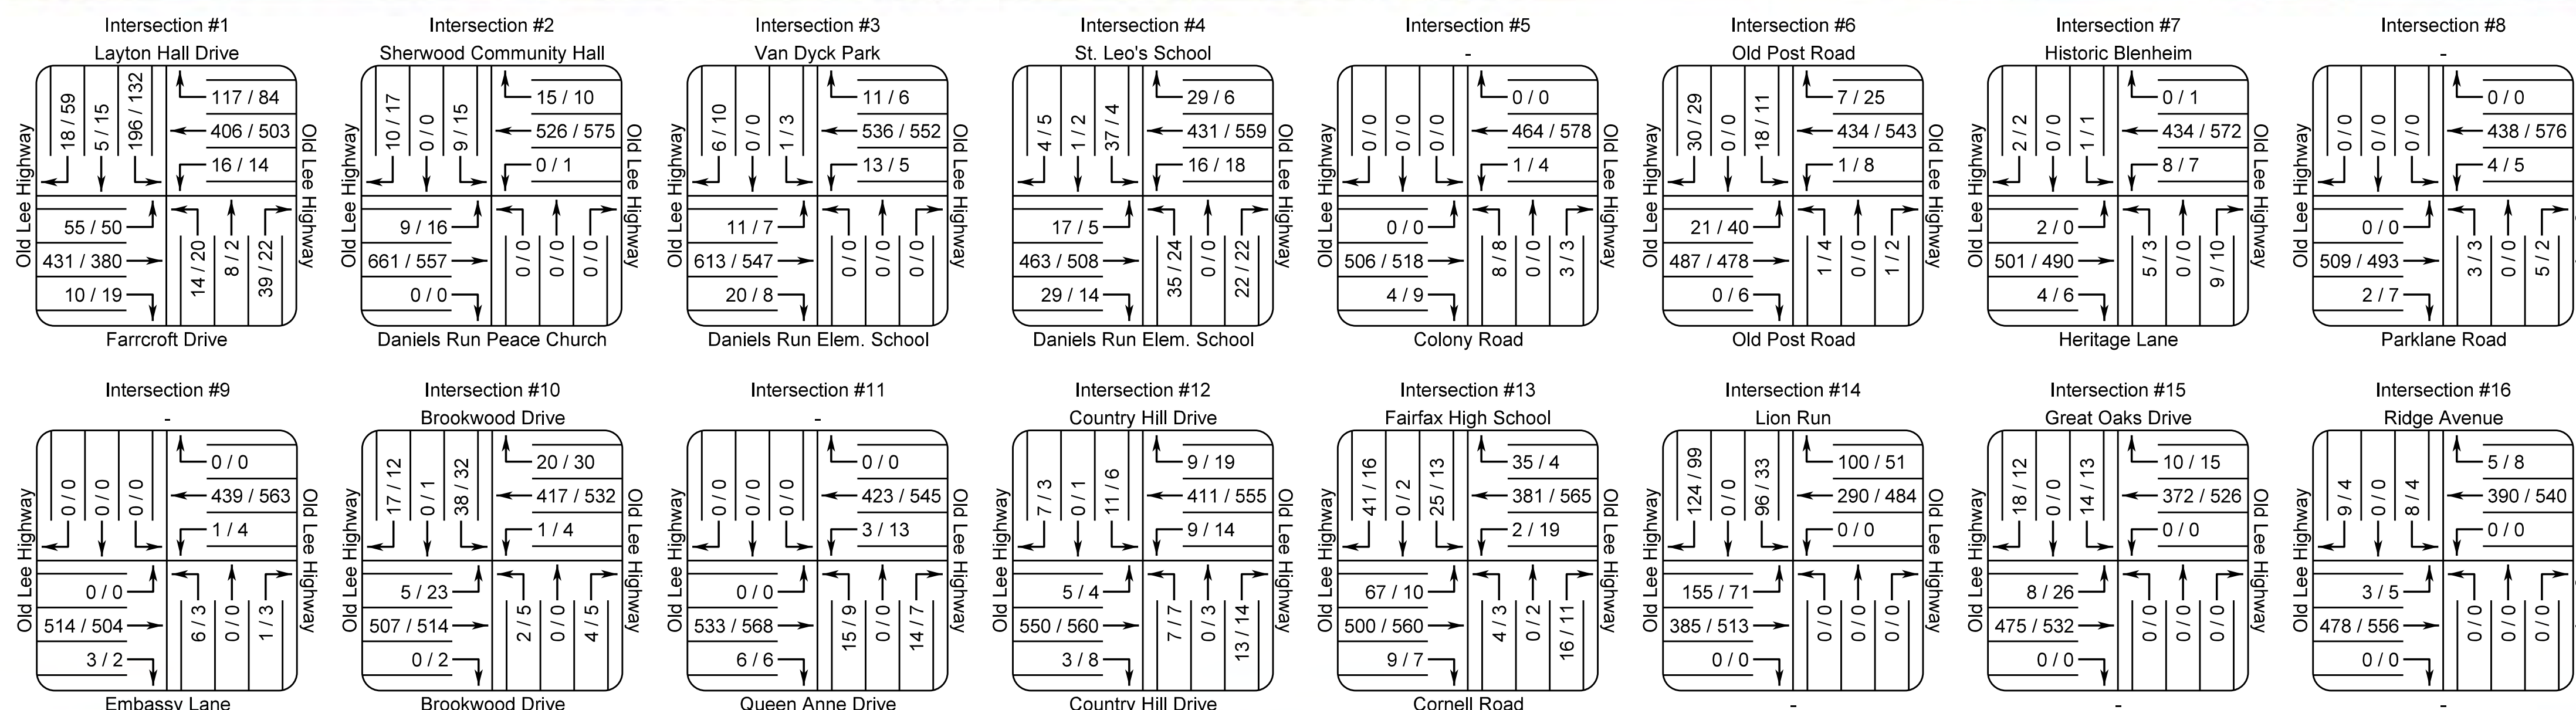 Intersection #1
Layton Hall Drive
18 / 59
5 / 15
196 / 132
117 / 84
406 / 503
16 / 14
Old Lee Highway
Old Lee Highway
55 / 50
431 / 380
10 / 19
14 / 20
8 / 2
39 / 22
Farrcroft Drive
Intersection #2
Sherwood Community Hall
10 / 17
0 / 0
9 / 15
15 / 10
526 / 575
0 / 1
Old Lee Highway
Old Lee Highway
9 / 16
661 / 557
0 / 0
0 / 0
0 / 0
0 / 0
Daniels Run Peace Church
Intersection #3
Van Dyck Park
6 / 10
0 / 0
1 / 3
11 / 6
536 / 552
13 / 5
Old Lee Highway
Old Lee Highway
11 / 7
613 / 547
20 / 8
0 / 0
0 / 0
0 / 0
Daniels Run Elem. School
Intersection #4
St. Leo's School
4 / 5
1 / 2
37 / 4
29 / 6
431 / 559
16 / 18
Old Lee Highway
Old Lee Highway
17 / 5
463 / 508
29 / 14
35 / 24
0 / 0
22 / 22
Daniels Run Elem. School
Intersection #5
-
0 / 0
0 / 0
0 / 0
0 / 0
464 / 578
1 / 4
Old Lee Highway
Old Lee Highway
0 / 0
506 / 518
4 / 9
8 / 8
0 / 0
3 / 3
Colony Road
Intersection #6
Old Post Road
30 / 29
0 / 0
18 / 11
7 / 25
434 / 543
1 / 8
Old Lee Highway
Old Lee Highway
21 / 40
487 / 478
0 / 6
1 / 4
0 / 0
1 / 2
Old Post Road
Intersection #7
Historic Blenheim
2 / 2
0 / 0
1 / 1
0 / 1
434 / 572
8 / 7
Old Lee Highway
Old Lee Highway
2 / 0
501 / 490
4 / 6
5 / 3
0 / 0
9 / 10
Heritage Lane
Intersection #8
-
0 / 0
0 / 0
0 / 0
0 / 0
438 / 576
4 / 5
Old Lee Highway
Old Lee Highway
0 / 0
509 / 493
2 / 7
3 / 3
0 / 0
5 / 2
Parklane Road
Intersection #9
-
0 / 0
0 / 0
0 / 0
0 / 0
439 / 563
1 / 4
Old Lee Highway
Old Lee Highway
0 / 0
514 / 504
3 / 2
6 / 3
0 / 0
1 / 3
Embassy Lane
Intersection #10
Brookwood Drive
17 / 12
0 / 1
38 / 32
20 / 30
417 / 532
1 / 4
Old Lee Highway
Old Lee Highway
5 / 23
507 / 514
0 / 2
2 / 5
0 / 0
4 / 5
Brookwood Drive
Intersection #11
-
0 / 0
0 / 0
0 / 0
0 / 0
423 / 545
3 / 13
Old Lee Highway
Old Lee Highway
0 / 0
533 / 568
6 / 6
15 / 9
0 / 0
14 / 7
Queen Anne Drive
Intersection #12
Country Hill Drive
7 / 3
0 / 1
11 / 6
9 / 19
411 / 555
9 / 14
Old Lee Highway
Old Lee Highway
5 / 4
550 / 560
3 / 8
7 / 7
0 / 3
13 / 14
Country Hill Drive
Intersection #13
Fairfax High School
41 / 16
0 / 2
25 / 13
35 / 4
381 / 565
2 / 19
Old Lee Highway
Old Lee Highway
67 / 10
500 / 560
9 / 7
4 / 3
0 / 2
16 / 11
Cornell Road
Intersection #14
Lion Run
124 / 99
0 / 0
96 / 33
100 / 51
290 / 484
0 / 0
Old Lee Highway
Old Lee Highway
155 / 71
385 / 513
0 / 0
0 / 0
0 / 0
0 / 0
-
Intersection #15
Great Oaks Drive
18 / 12
0 / 0
14 / 13
10 / 15
372 / 526
0 / 0
Old Lee Highway
Old Lee Highway
8 / 26
475 / 532
0 / 0
0 / 0
0 / 0
0 / 0
-
Intersection #16
Ridge Avenue
9 / 4
0 / 0
8 / 4
5 / 8
390 / 540
0 / 0
Old Lee Highway
3 / 5
478 / 556
0 / 0
0 / 0
0 / 0
0 / 0
-